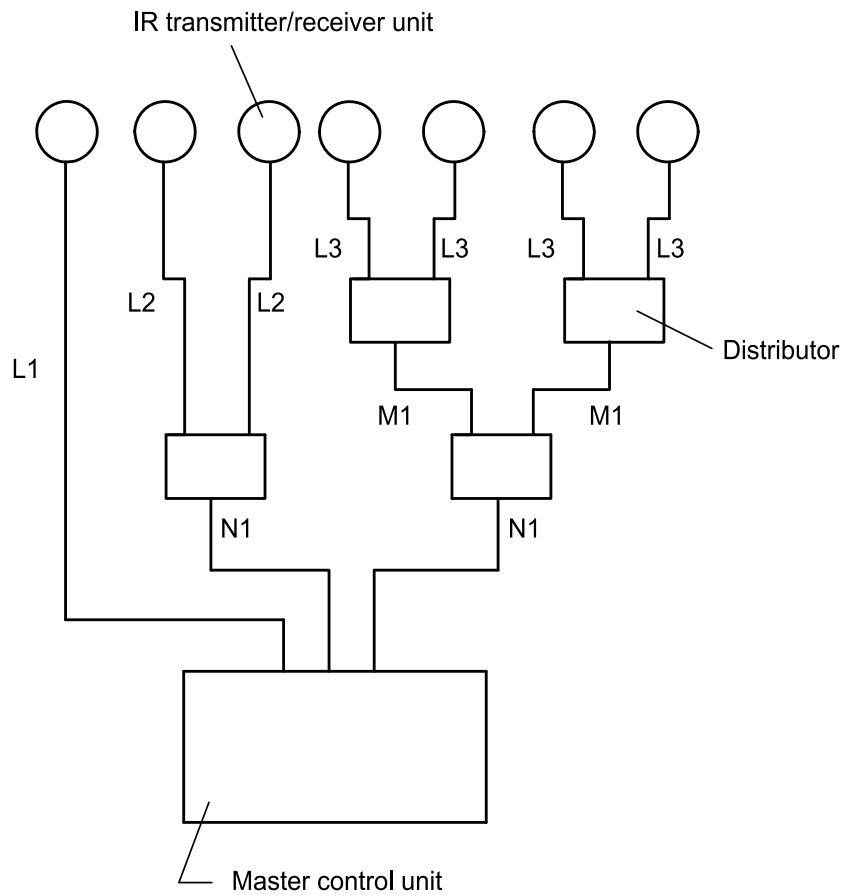 IR transmitter/receiver unit
L3 L3 L3 L3
L2 L2
Distributor
L1
M1 M1
N1 N1
Master control unit